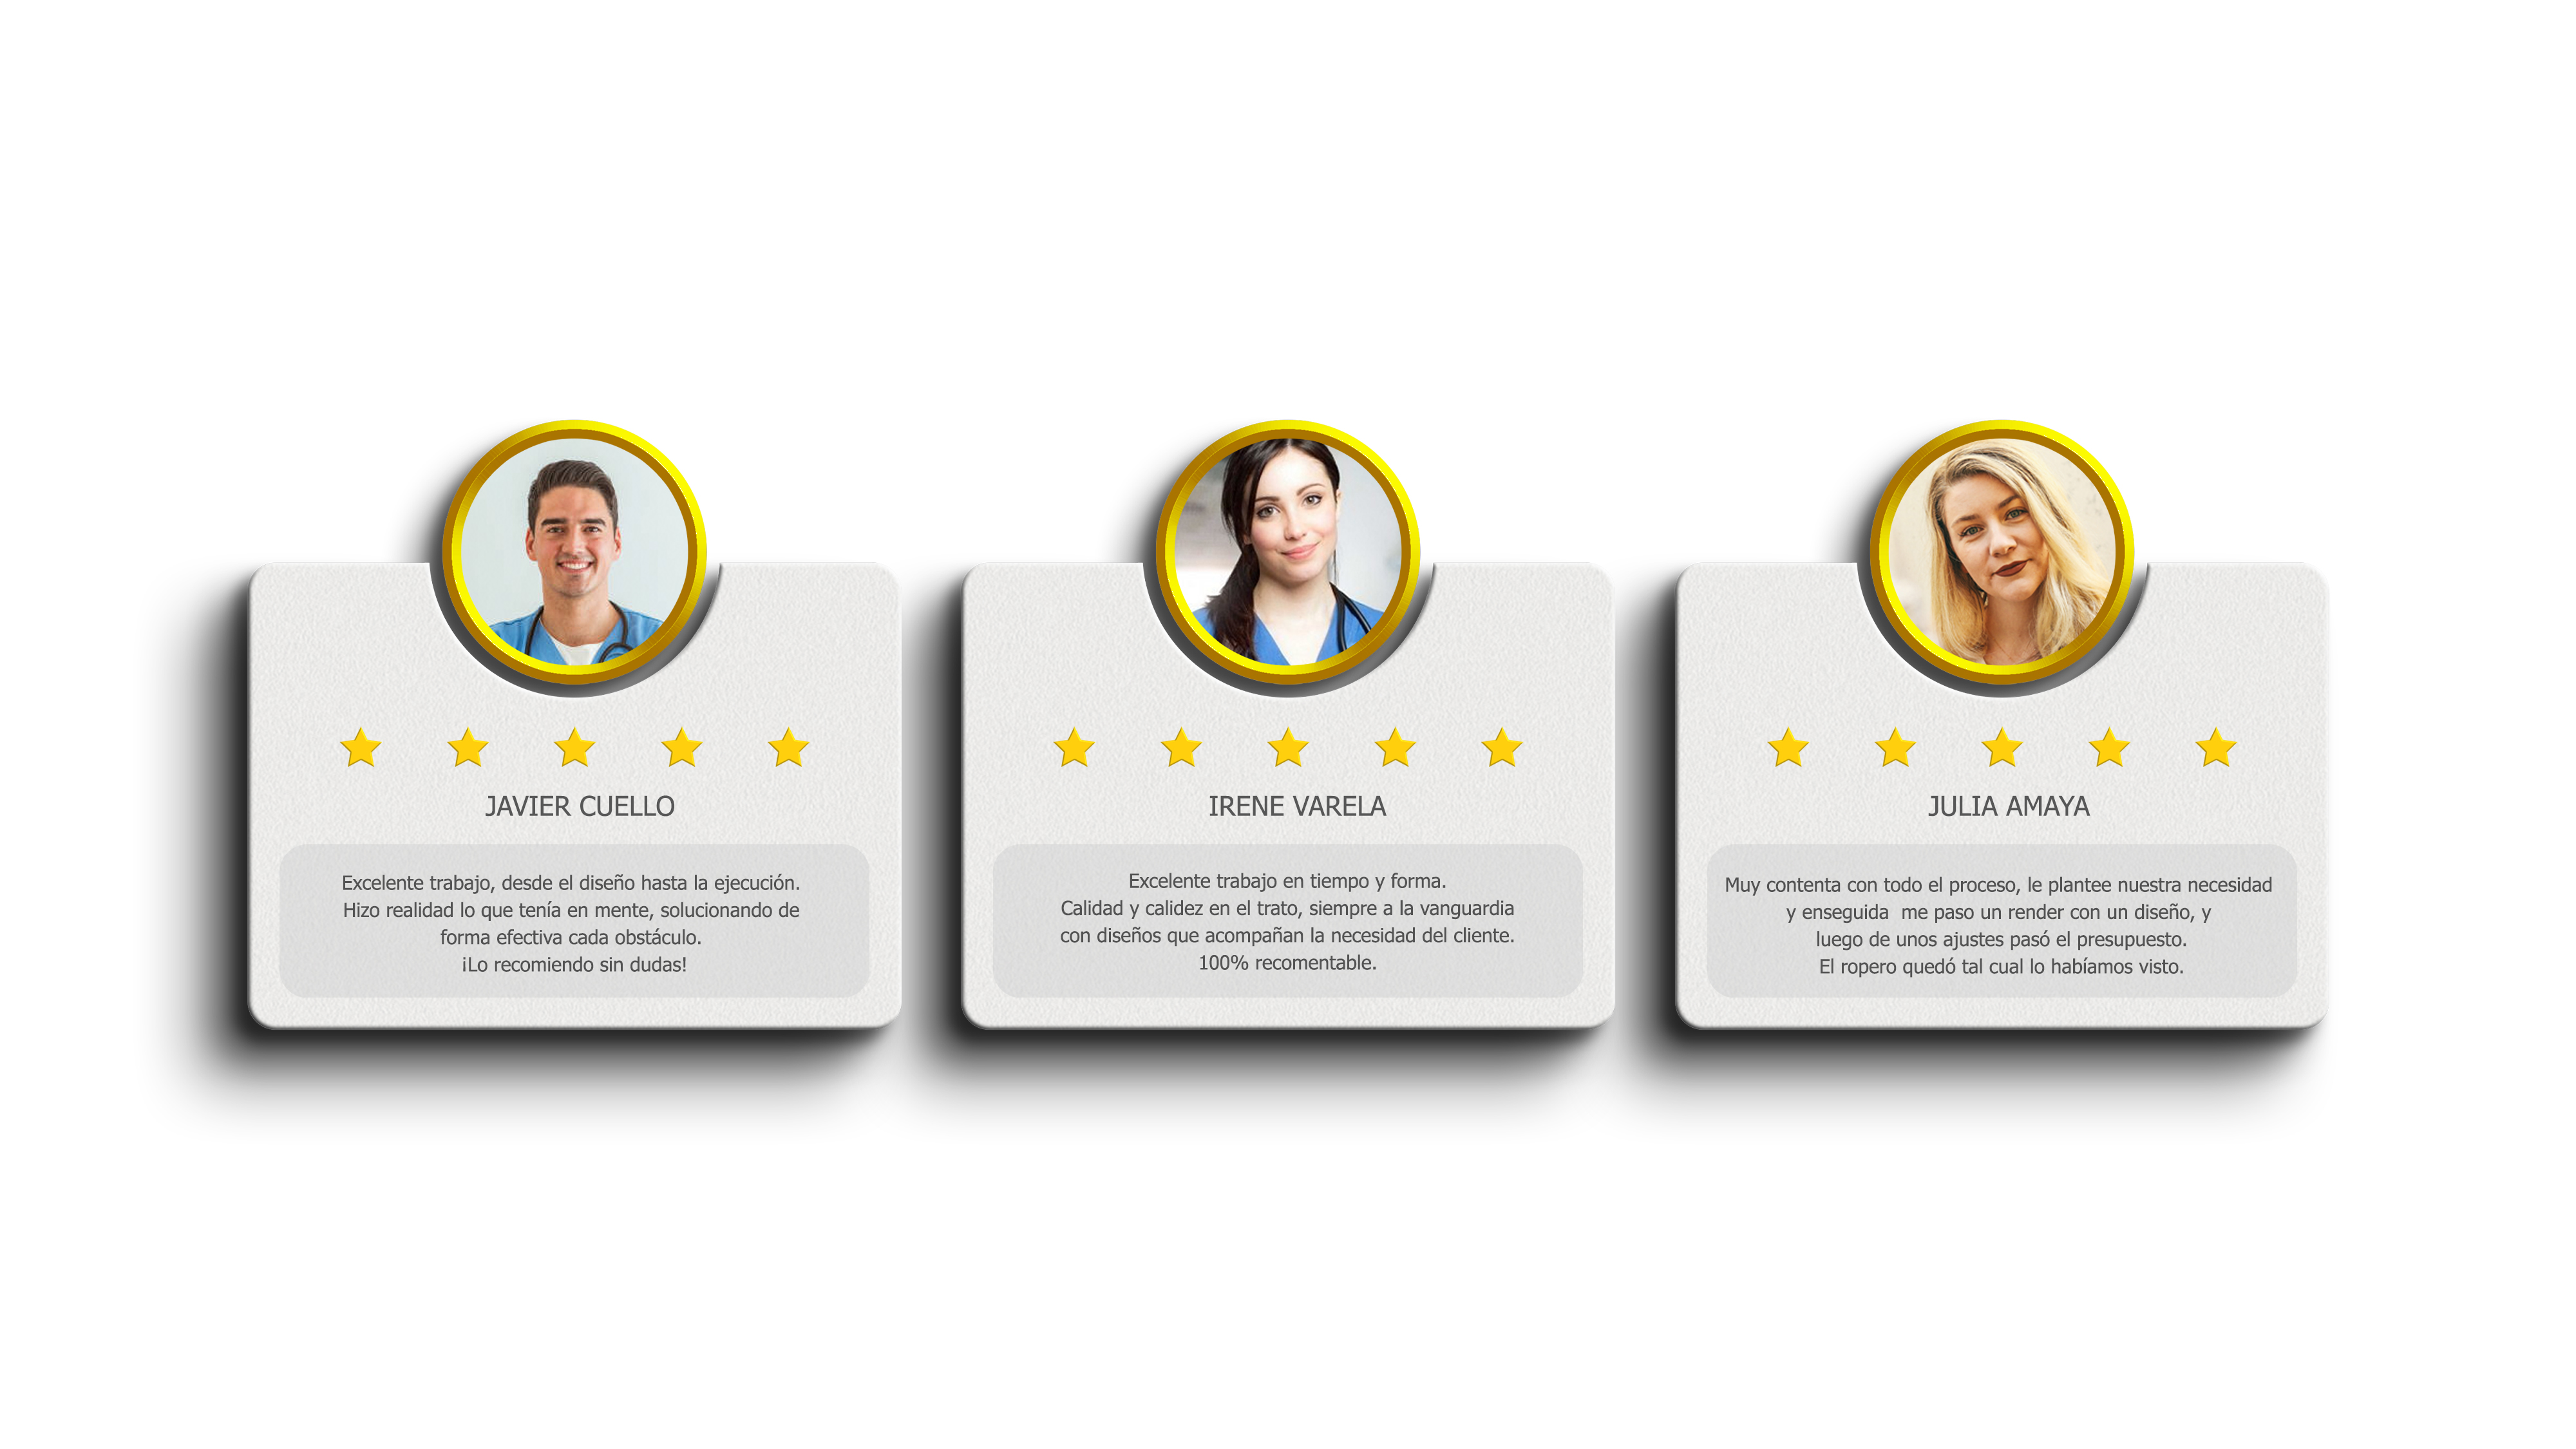 JAVIER CUELLO
Excelente trabajo, desde el diseño hasta la ejecución.
Hizo realidad lo que tenía en mente, solucionando de
forma efectiva cada obstáculo.
¡Lo recomiendo sin dudas!
IRENE VARELA
Excelente trabajo en tiempo y forma.
Calidad y calidez en el trato, siempre a la vanguardia
con diseños que acompañan la necesidad del cliente.
100% recomentable.
JULIA AMAYA
Muy contenta con todo el proceso, le plantee nuestra necesidad
y enseguida  me paso un render con un diseño, y
luego de unos ajustes pasó el presupuesto.
El ropero quedó tal cual lo habíamos visto.